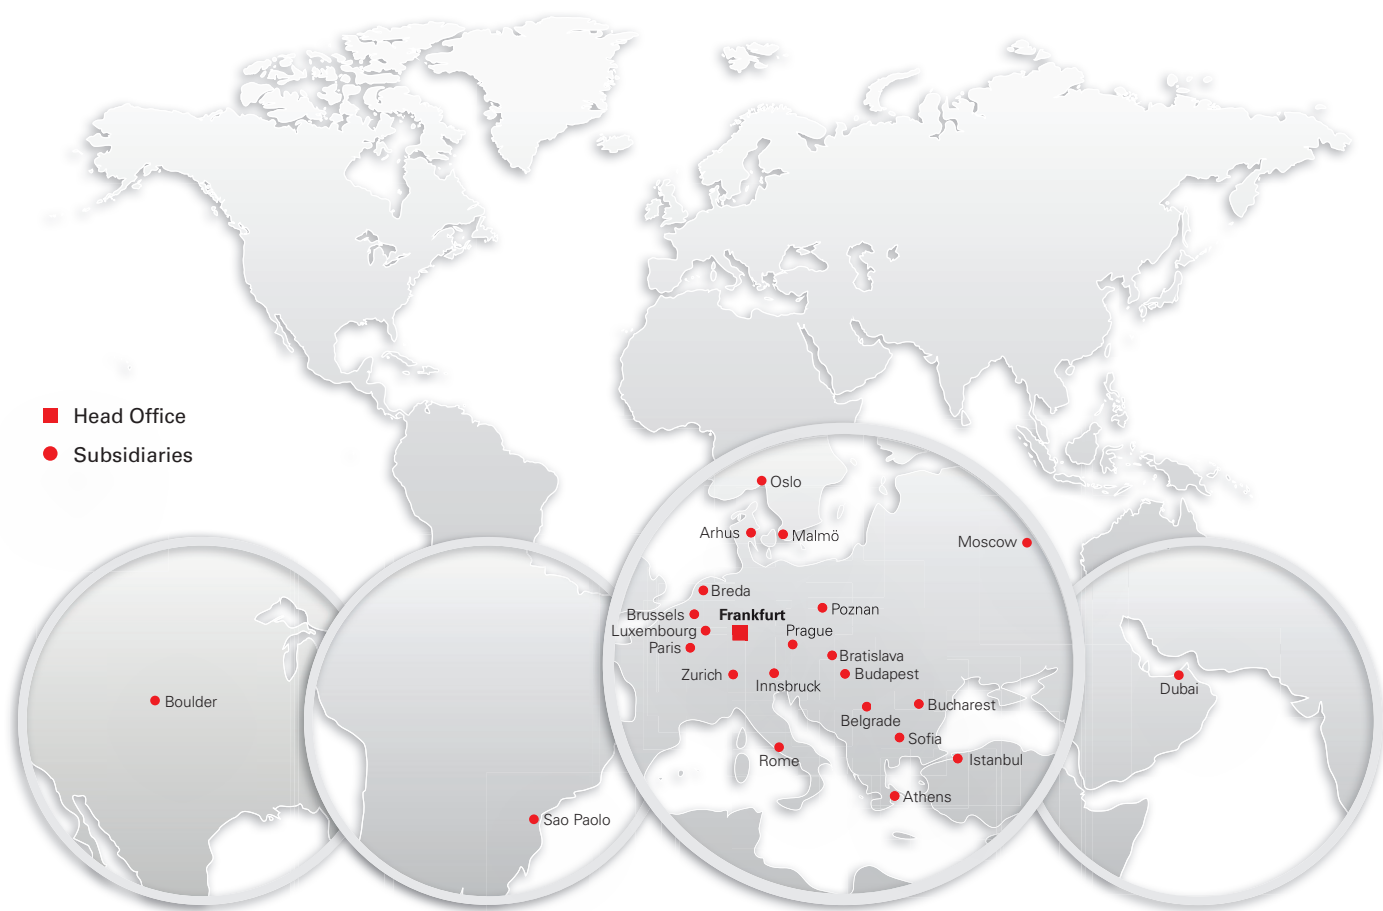 Head Office
Subsidiaries
Oslo
Arhus
Malmö
Moscow
Breda
Brussels
Frankfurt
Poznan
Luxembourg
Prague
Paris
Bratislava
Zurich
Innsbruck
Budapest
Dubai
Boulder
Bucharest
Belgrade
Sofia
Rome
Istanbul
Athens
Sao Paolo